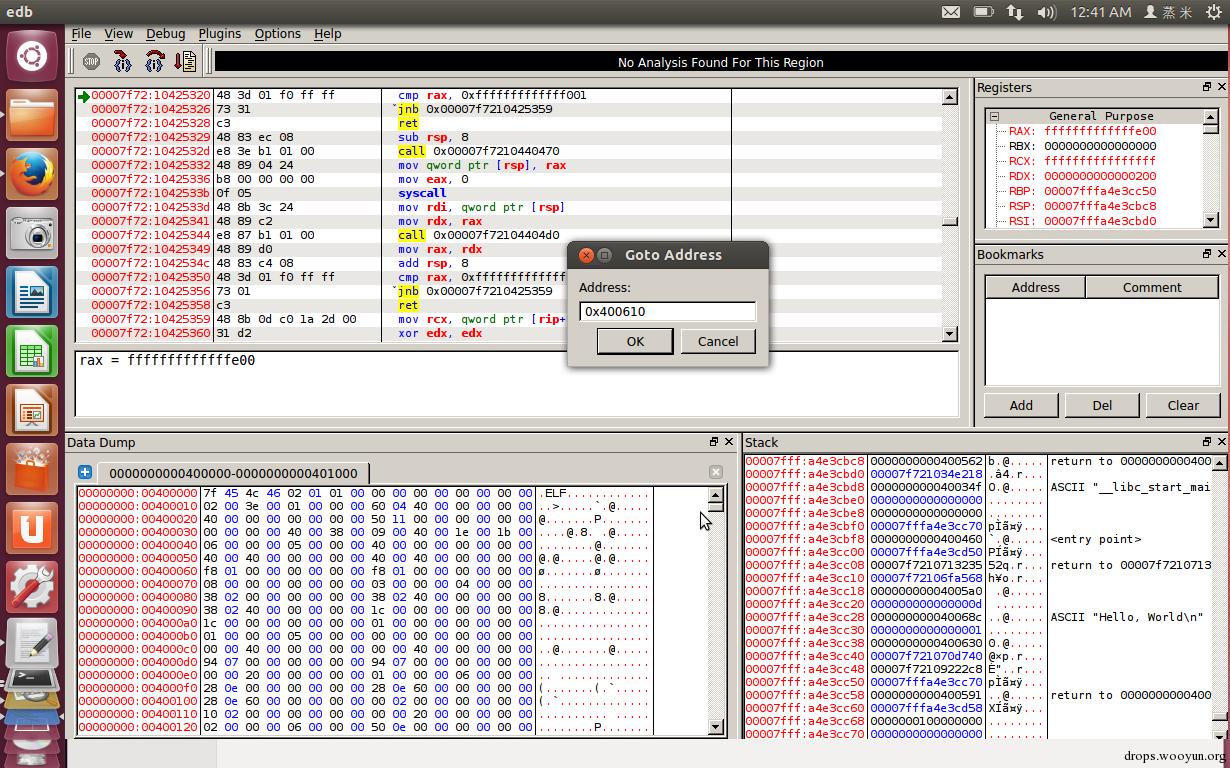 edb
12:41 AM 蒸 米
File View Debug Plugins Options Help
STOP
No Analysis Found For This Region
00007f72:10425320 48 3d 01 f0 ff ff cmp rax, 0xfffffffffffff001
00007f72:10425326 73 31 jnb 0x00007f7210425359
00007f72:10425328 c3 ret
00007f72:10425329 48 83 ec 08 sub rsp, 8
00007f72:1042532d e8 3e b1 01 00 call 0x00007f7210440470
00007f72:10425332 48 89 04 24 mov qword ptr [rsp], rax
00007f72:10425336 b8 00 00 00 00 mov eax, 0
00007f72:1042533b 0f 05 syscall
00007f72:1042533d 48 8b 3c 24 mov rdi, qword ptr [rsp]
00007f72:10425341 48 89 c2 mov rdx, rax
00007f72:10425344 e8 87 b1 01 00 call 0x00007f72104404d0
00007f72:10425349 48 89 d0 mov rax, rdx
00007f72:1042534c 48 83 c4 08 add rsp, 8
00007f72:10425350 48 3d 01 f0 ff ff cmp rax, 0xfffffffffffff
00007f72:10425356 73 01 jnb 0x00007f7210425359
00007f72:10425358 c3 ret
00007f72:10425359 48 8b 0d c0 1a 2d 00 mov rcx, qword ptr [rip+
00007f72:10425360 31 d2 xor edx, edx
rax = fffffffffffffe00
Goto Address
Address:
0x400610
OK Cancel
Registers
General Purpose
RAX: fffffffffffffe00
RBX: 0000000000000000
RCX: ffffffffffffffff
RDX: 0000000000000200
RBP: 00007fffa4e3cc50
RSP: 00007fffa4e3cbc8
RSI: 00007fffa4e3cbd0
Bookmarks
Address Comment
Add Del Clear
Data Dump
0000000000400000-0000000000401000
00000000:00400000 7f 45 4c 46 02 01 01 00 00 00 00 00 00 00 00 00 .ELF............
00000000:00400010 02 00 3e 00 01 00 00 00 60 04 40 00 00 00 00 00 ..>.....`.@.....
00000000:00400020 40 00 00 00 00 00 00 00 50 11 00 00 00 00 00 00 @.......P.......
00000000:00400030 00 00 00 00 40 00 38 00 09 00 40 00 1e 00 1b 00 ....@.8...@.....
00000000:00400040 06 00 00 00 05 00 00 00 40 00 00 00 00 00 00 00 ........@.......
00000000:00400050 40 00 40 00 00 00 00 00 40 00 40 00 00 00 00 00 @.@.....@.@.....
00000000:00400060 f8 01 00 00 00 00 00 00 f8 01 00 00 00 00 00 00 ø.......ø.......
00000000:00400070 08 00 00 00 00 00 00 00 03 00 00 00 04 00 00 00 ................
00000000:00400080 38 02 00 00 00 00 00 00 38 02 40 00 00 00 00 00 8.......8.@.....
00000000:00400090 38 02 40 00 00 00 00 00 1c 00 00 00 00 00 00 00 8.@.............
00000000:004000a0 1c 00 00 00 00 00 00 00 01 00 00 00 00 00 00 00 ................
00000000:004000b0 01 00 00 00 05 00 00 00 00 00 00 00 00 00 00 00 ................
00000000:004000c0 00 00 40 00 00 00 00 00 00 00 40 00 00 00 00 00 ..@.......@.....
00000000:004000d0 94 07 00 00 00 00 00 00 94 07 00 00 00 00 00 00 ................
00000000:004000e0 00 00 20 00 00 00 00 00 01 00 00 00 06 00 00 00 .. .............
00000000:004000f0 28 0e 00 00 00 00 00 00 28 0e 60 00 00 00 00 00 (.......(.`.....
00000000:00400100 28 0e 60 00 00 00 00 00 00 02 00 00 00 00 00 00 (.`.............
00000000:00400110 10 02 00 00 00 00 00 00 00 00 20 00 00 00 00 00 .......... .....
00000000:00400120 02 00 00 00 06 00 00 00 50 0e 00 00 00 00 00 00 ........P.......
Stack
00007fff:a4e3cbc8 0000000000400562 b.@..... return to 0000000000400
00007fff:a4e3cbd0 00007f721034e218 .â4.r...
00007fff:a4e3cbd8 000000000040034f O.@..... ASCII "__libc_start_mai
00007fff:a4e3cbe0 0000000000000000 ........
00007fff:a4e3cbe8 0000000000000000 ........
00007fff:a4e3cbf0 00007fffa4e3cc70 pÌã¤ÿ...
00007fff:a4e3cbf8 0000000000400460 `.@..... <entry point>
00007fff:a4e3cc00 00007fffa4e3cd50 PÍã¤ÿ...
00007fff:a4e3cc08 00007f7210713235 52q.r... return to 00007f7210713
00007fff:a4e3cc10 00007f72106fa568 h¥o.r...
00007fff:a4e3cc18 00000000004005a0 .@.....
00007fff:a4e3cc20 000000000000000d ........
00007fff:a4e3cc28 000000000040068c ..@..... ASCII "Hello, World\n"
00007fff:a4e3cc30 0000000000000001 ........
00007fff:a4e3cc38 0000000000400630 0.@.....
00007fff:a4e3cc40 00007f721070d740 @×p.r...
00007fff:a4e3cc48 00007f72109222c8 È"..r...
00007fff:a4e3cc50 00007fffa4e3cc70 pÌã¤ÿ...
00007fff:a4e3cc58 0000000000400591 ..@..... return to 0000000000400
00007fff:a4e3cc60 00007fffa4e3cd58 XÍã¤ÿ...
00007fff:a4e3cc68 0000000100000000 ........
00007fff:a4e3cc70 0000000000000000 ........
drops.wooyun.org